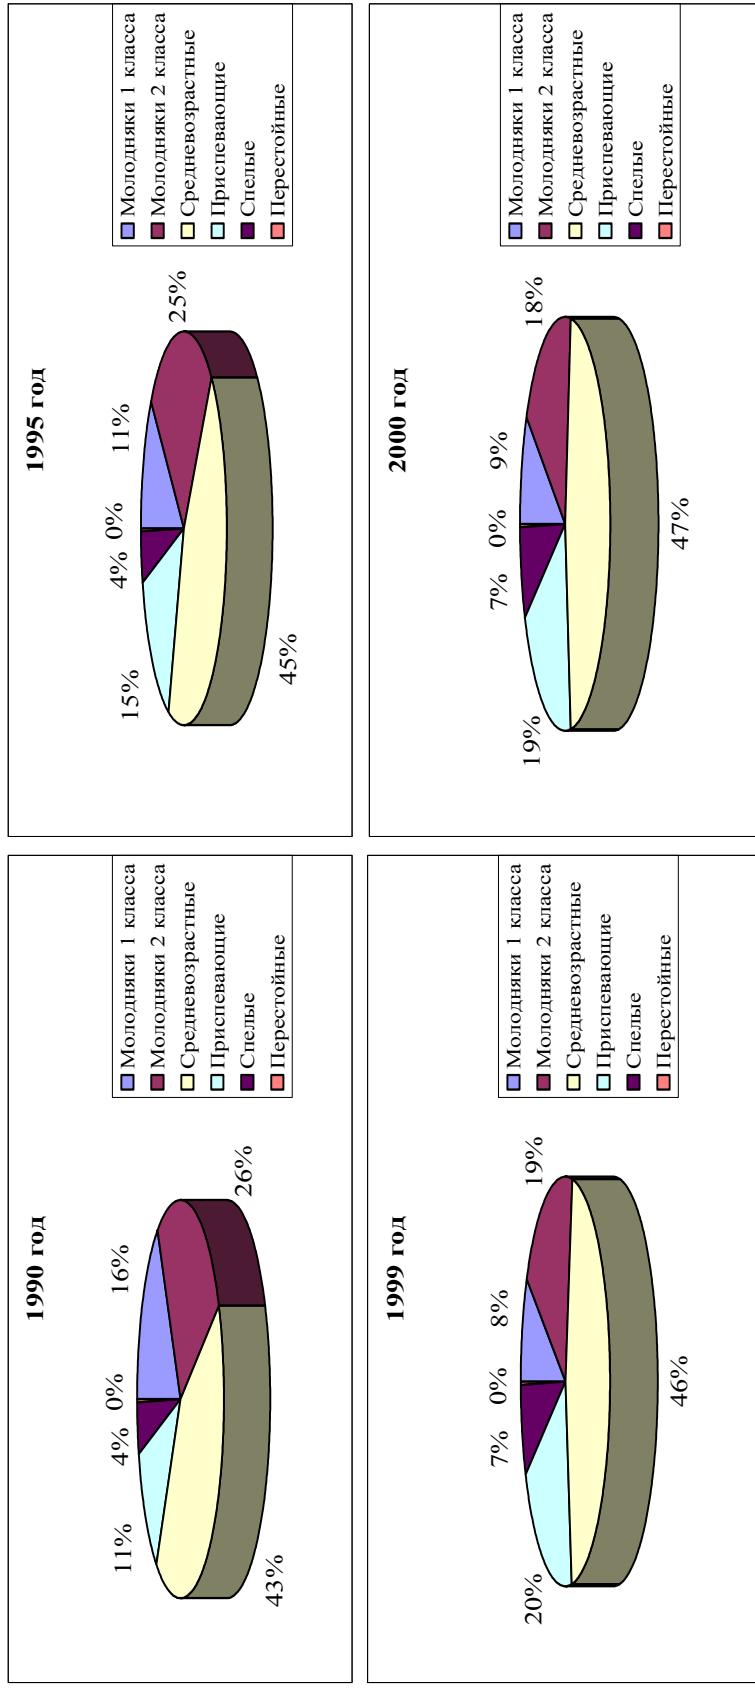 1990 год
16%
26%
43%
11%
4%
0%
Молодняки 1 класса
Молодняки 2 класса
Средневозрастные
Приспевающие
Спелые
Перестойные
1995 год
11%
25%
45%
15%
4%
0%
Молодняки 1 класса
Молодняки 2 класса
Средневозрастные
Приспевающие
Спелые
Перестойные
1999 год
8%
19%
46%
20%
7%
0%
Молодняки 1 класса
Молодняки 2 класса
Средневозрастные
Приспевающие
Спелые
Перестойные
2000 год
9%
18%
47%
19%
7%
0%
Молодняки 1 класса
Молодняки 2 класса
Средневозрастные
Приспевающие
Спелые
Перестойные